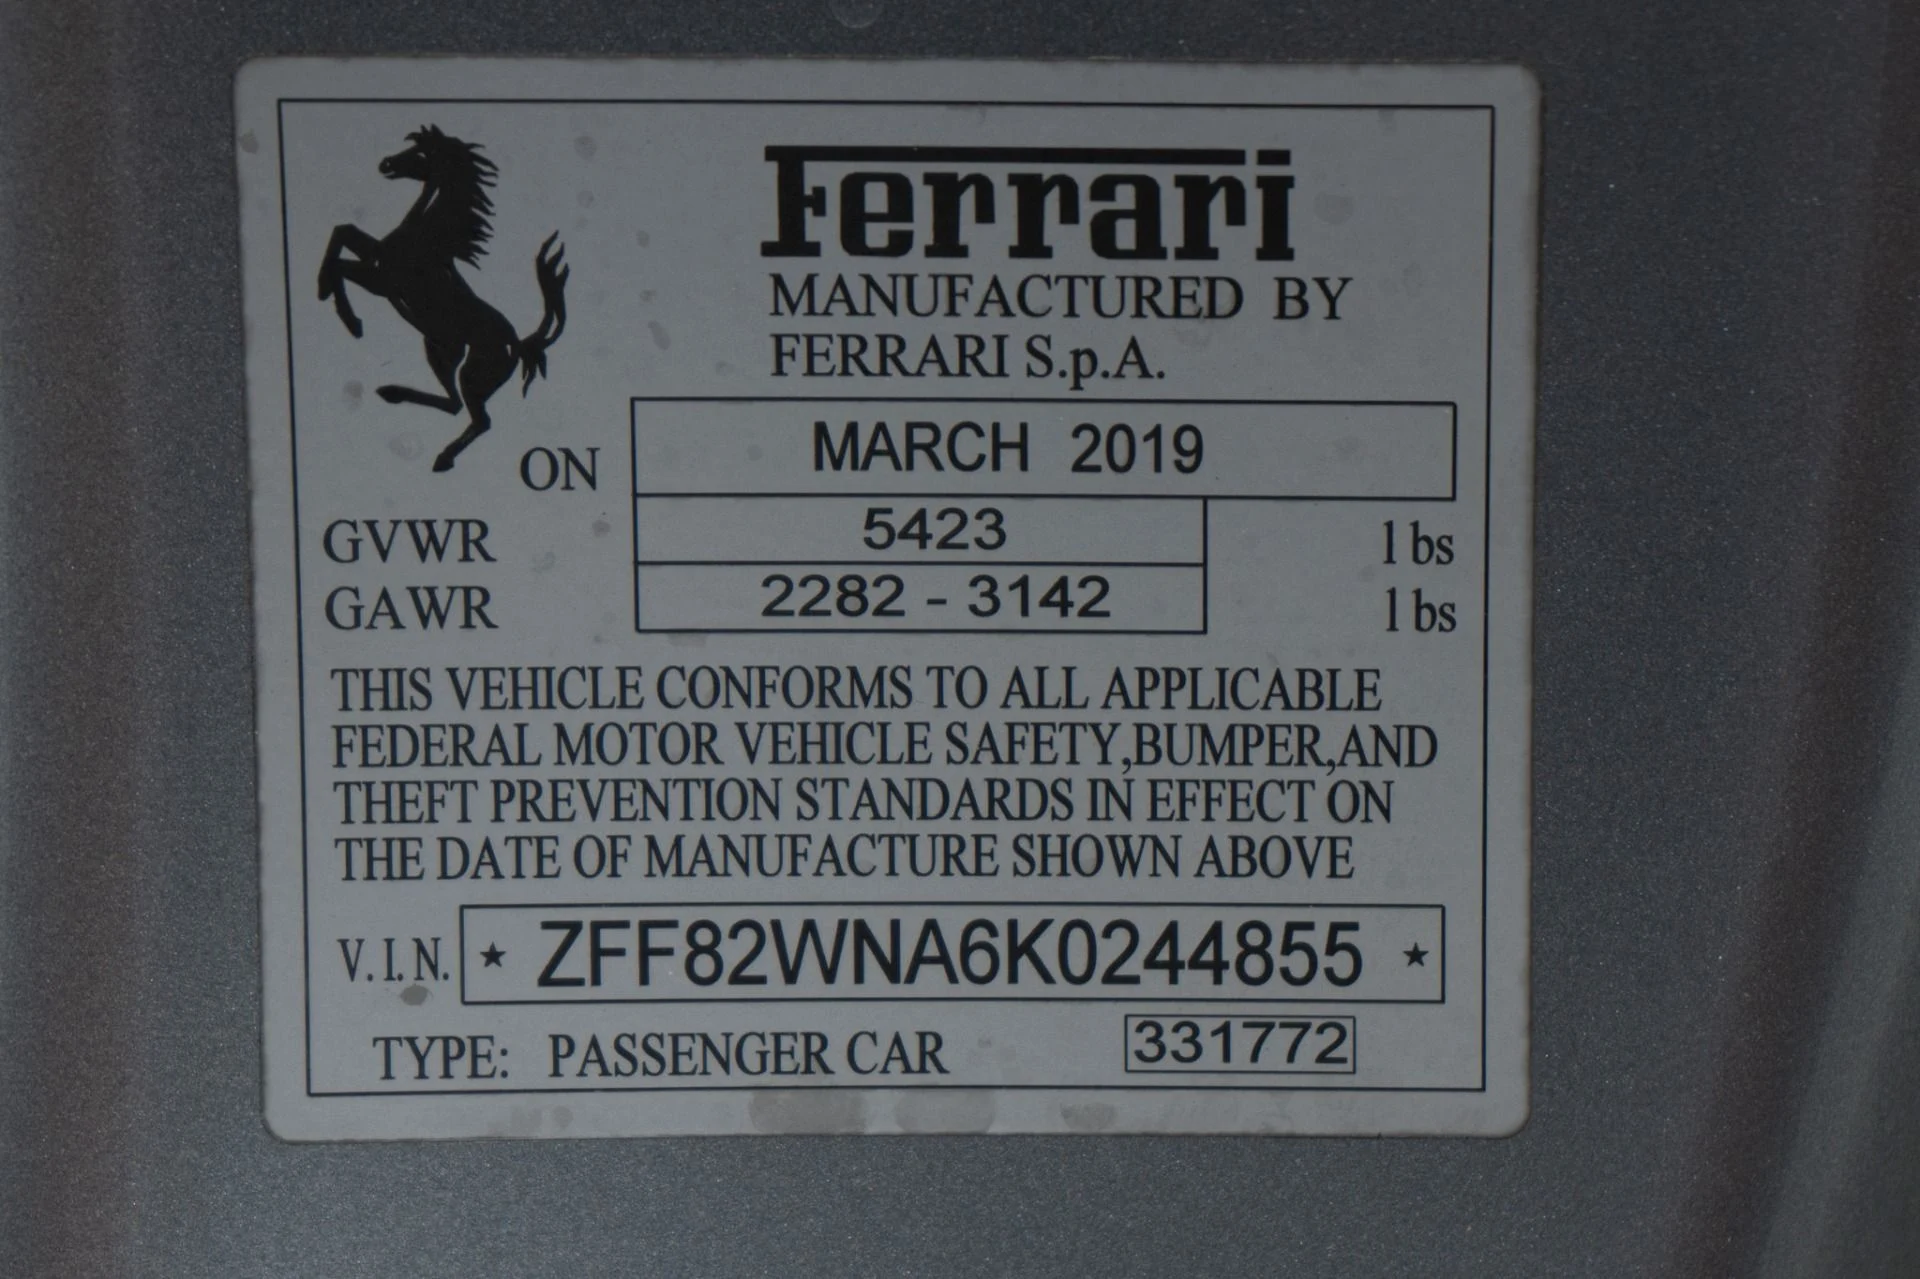 Ferrari
MANUFACTURED BY
FERRARI S.p.A.
ON MARCH 2019
GVWR 5423 lbs
GAWR 2282 - 3142 lbs
THIS VEHICLE CONFORMS TO ALL APPLICABLE
FEDERAL MOTOR VEHICLE SAFETY,BUMPER,AND
THEFT PREVENTION STANDARDS IN EFFECT ON
THE DATE OF MANUFACTURE SHOWN ABOVE
V.I.N. ★ ZFF82WNA6K0244855 ★
TYPE: PASSENGER CAR 331772